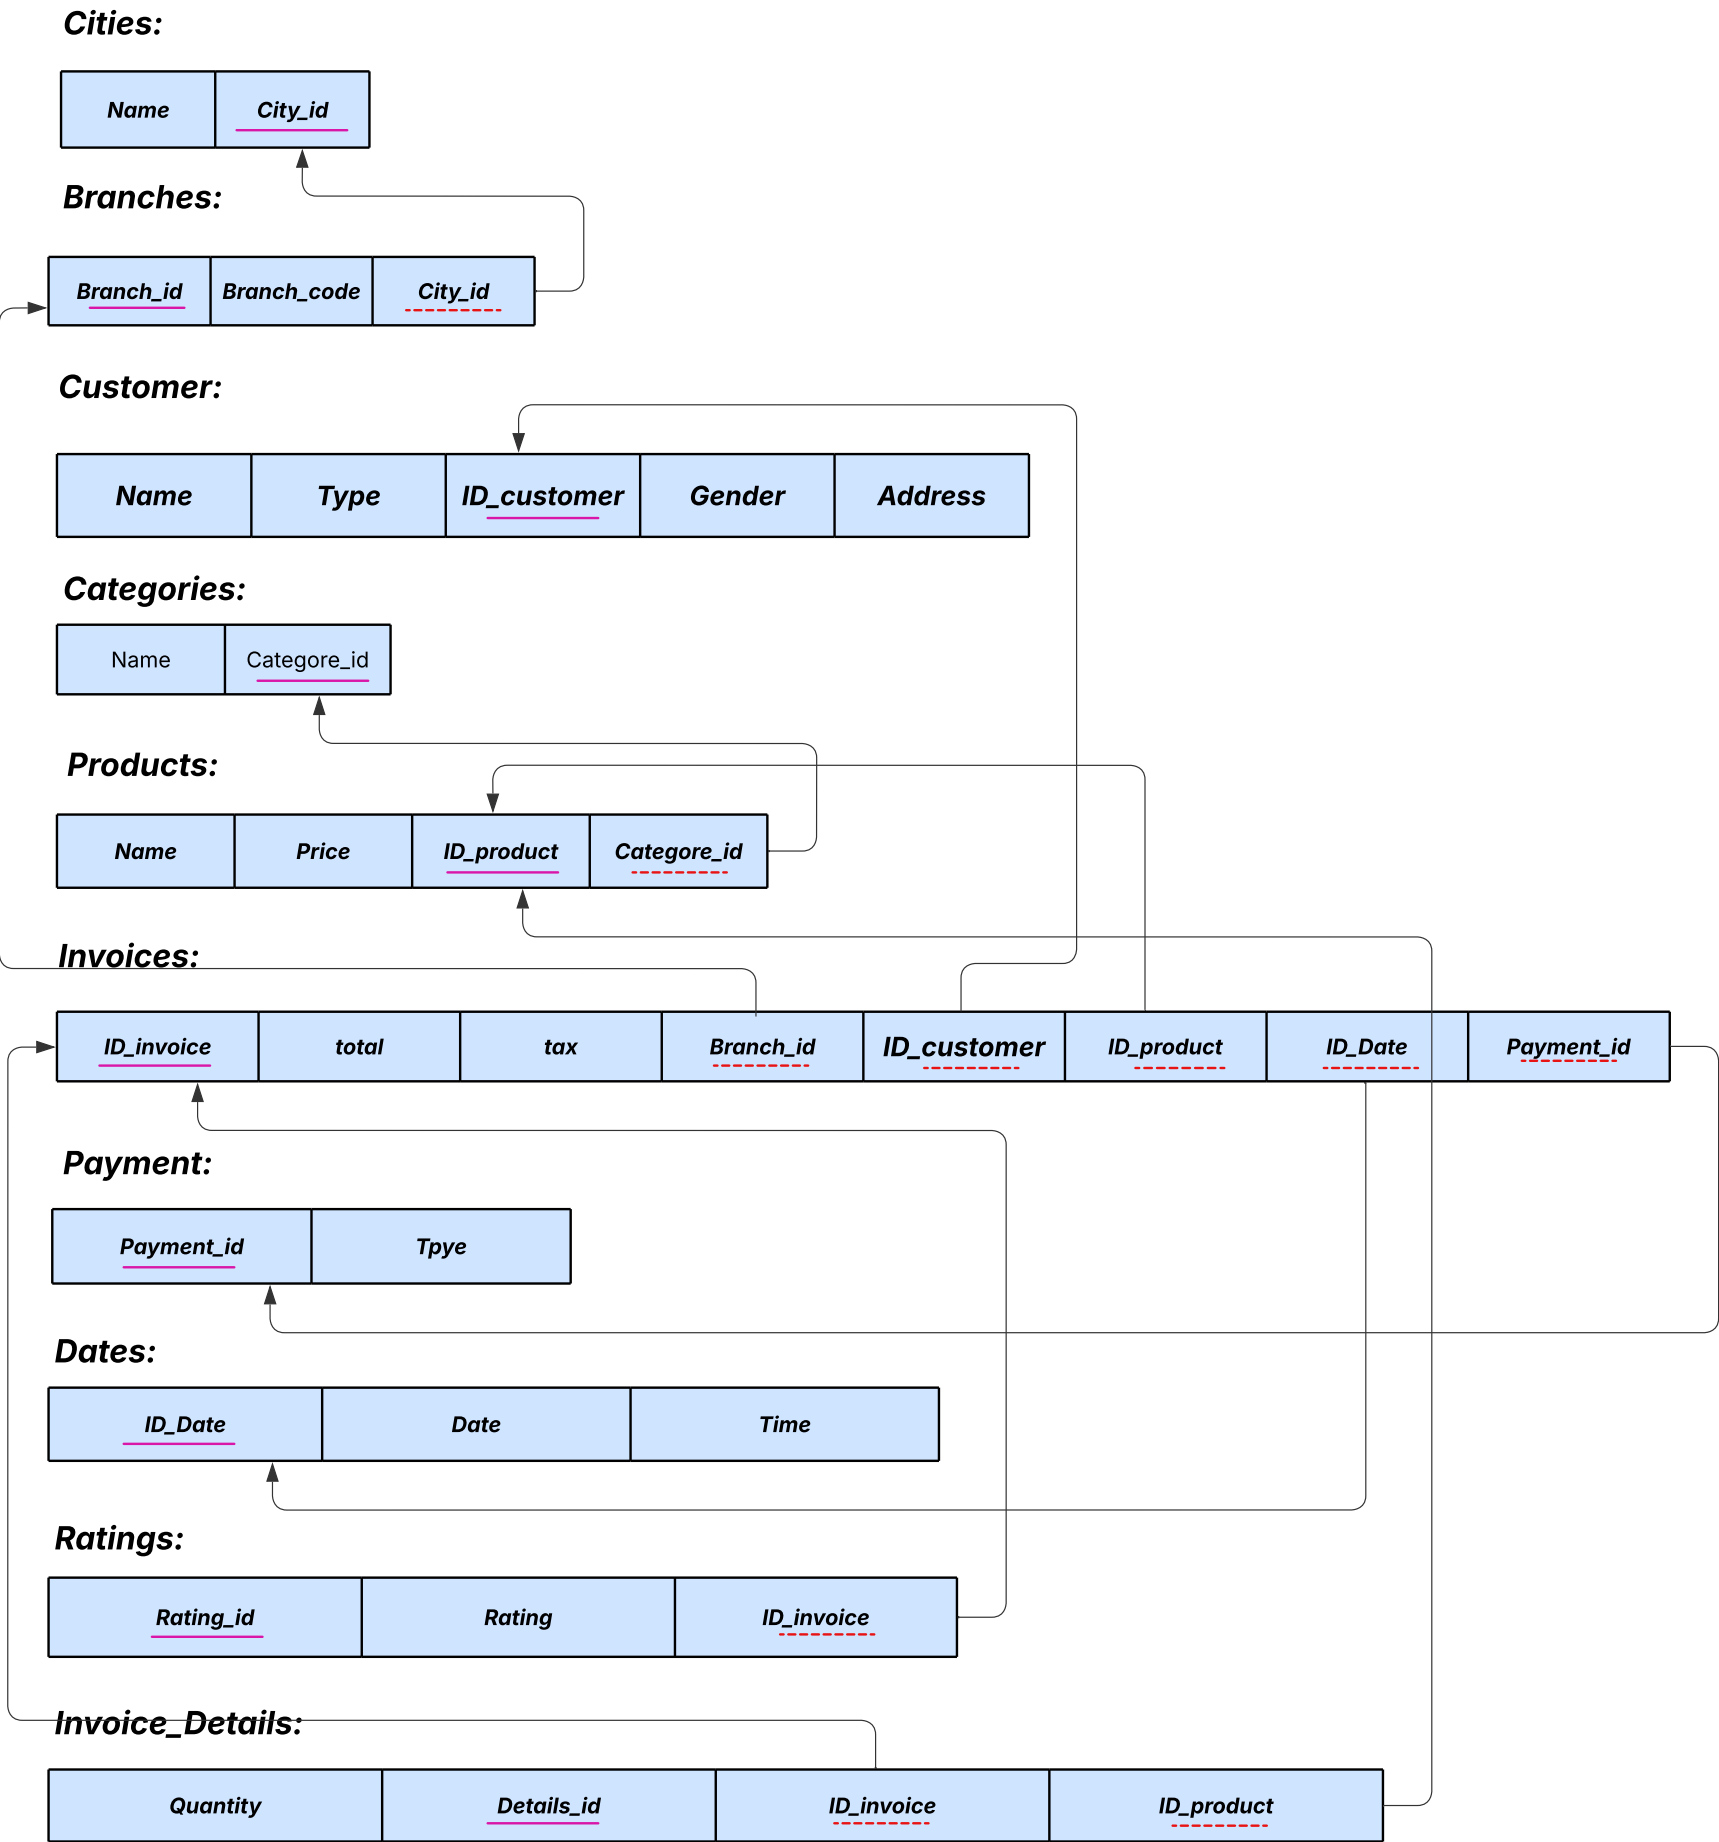 Cities:
Name City_id
Branches:
Branch_id Branch_code City_id
Customer:
Name Type ID_customer Gender Address
Categories:
Name Categore_id
Products:
Name Price ID_product Categore_id
Invoices:
ID_invoice total tax Branch_id ID_customer ID_product ID_Date Payment_id
Payment:
Payment_id Tpye
Dates:
ID_Date Date Time
Ratings:
Rating_id Rating ID_invoice
Invoice_Details:
Quantity Details_id ID_invoice ID_product